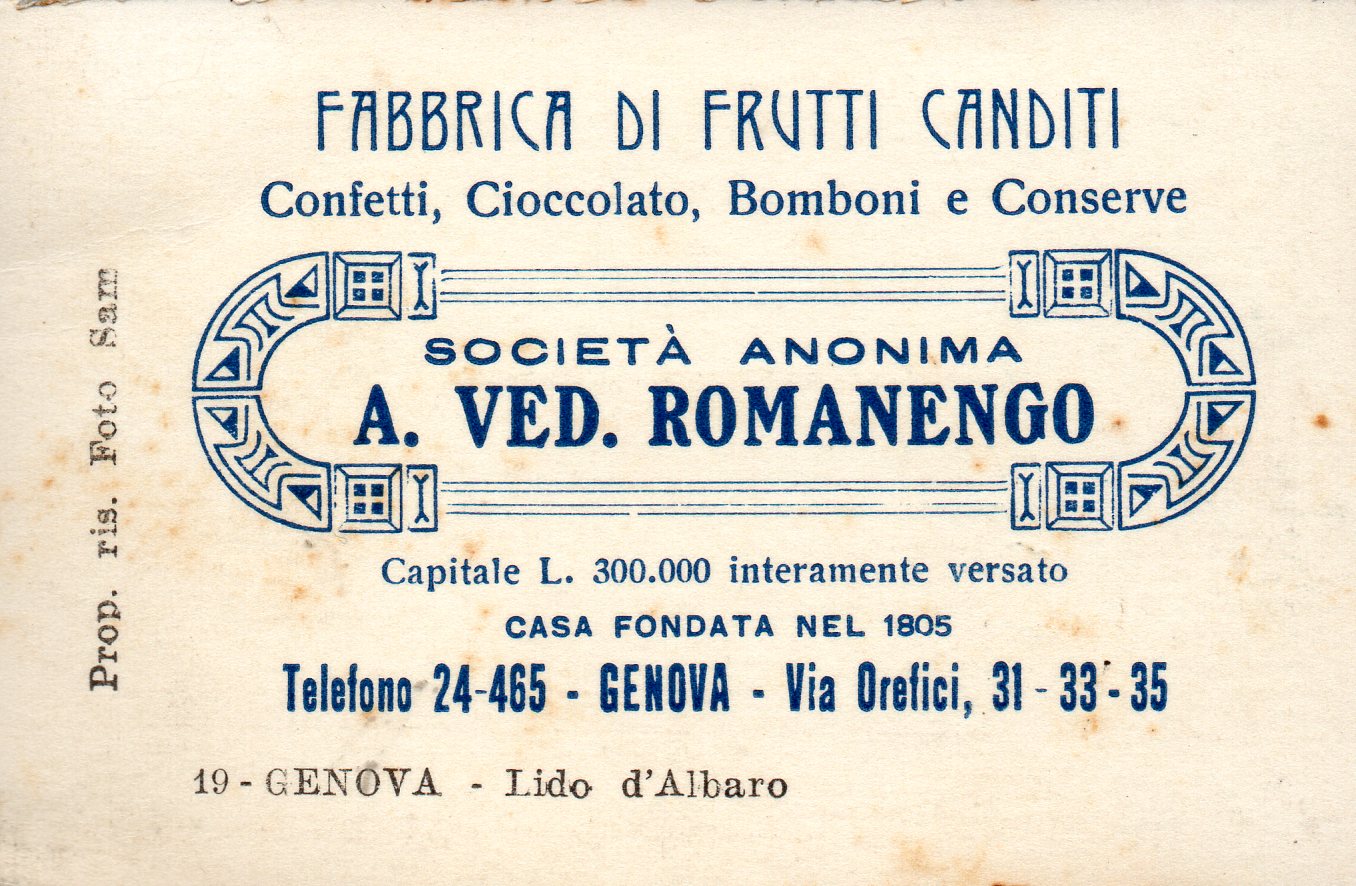 FABBRICA DI FRUTTI CANDITI
Confetti, Cioccolato, Bomboni e Conserve
SOCIETÀ ANONIMA
A. VED. ROMANENGO
Capitale L. 300.000 interamente versato
CASA FONDATA NEL 1805
Telefono 24-465 - GENOVA - Via Orefici, 31 - 33 - 35
19 - GENOVA - Lido d'Albaro
Prop. ris. Foto Sam